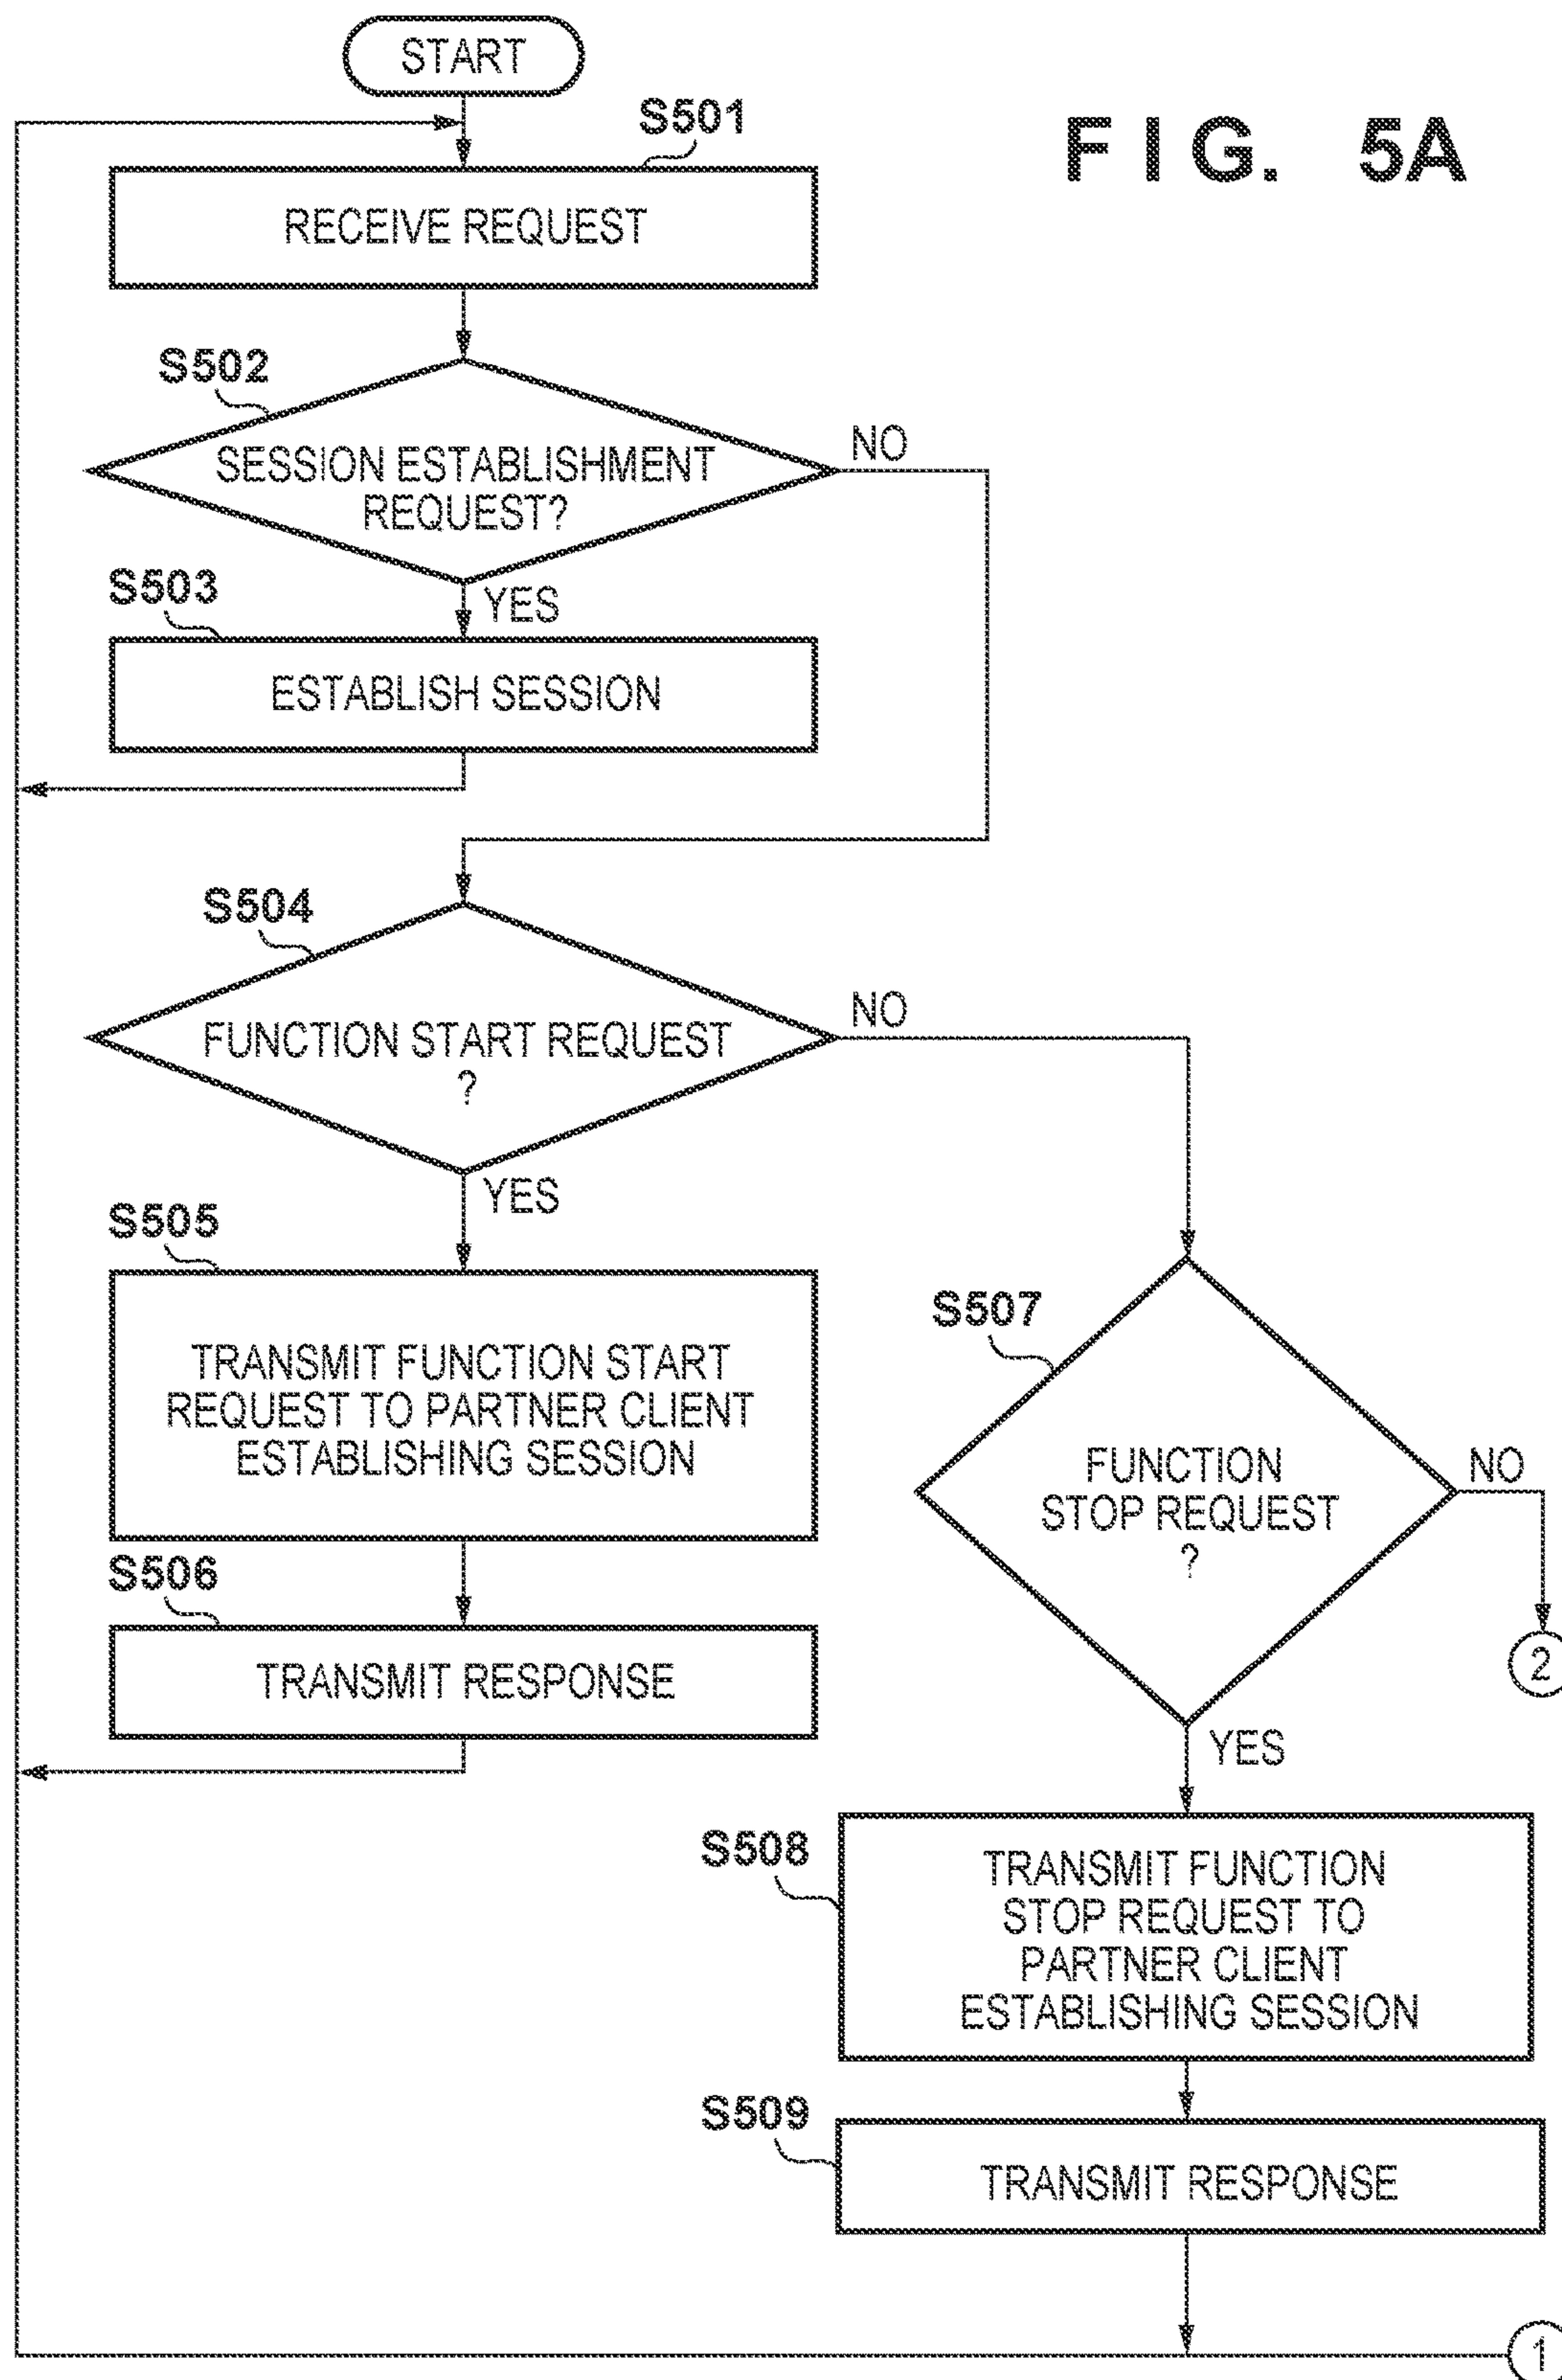 START
FIG. 5A
S501
RECEIVE REQUEST
S502
SESSION ESTABLISHMENT
REQUEST?
NO
YES
S503
ESTABLISH SESSION
S504
FUNCTION START REQUEST
?
NO
YES
S505
TRANSMIT FUNCTION START
REQUEST TO PARTNER CLIENT
ESTABLISHING SESSION
S506
TRANSMIT RESPONSE
S507
FUNCTION
STOP REQUEST
?
NO
2
YES
S508
TRANSMIT FUNCTION
STOP REQUEST TO
PARTNER CLIENT
ESTABLISHING SESSION
S509
TRANSMIT RESPONSE
1